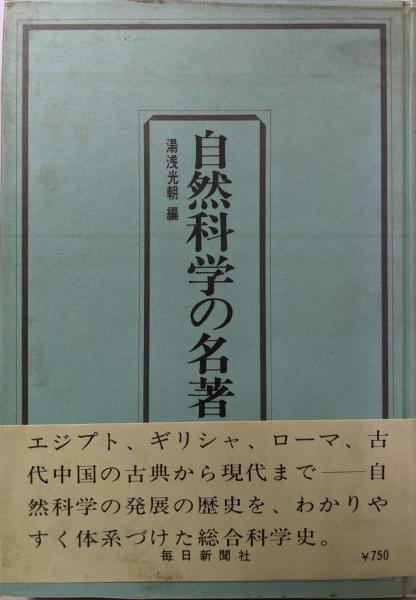 自然科学の名著
湯浅光朝 編
エジプト、ギリシャ、ローマ、古
代中国の古典から現代まで――自
然科学の発展の歴史を、わかりや
すく体系づけた総合科学史。
毎日新聞社
¥750